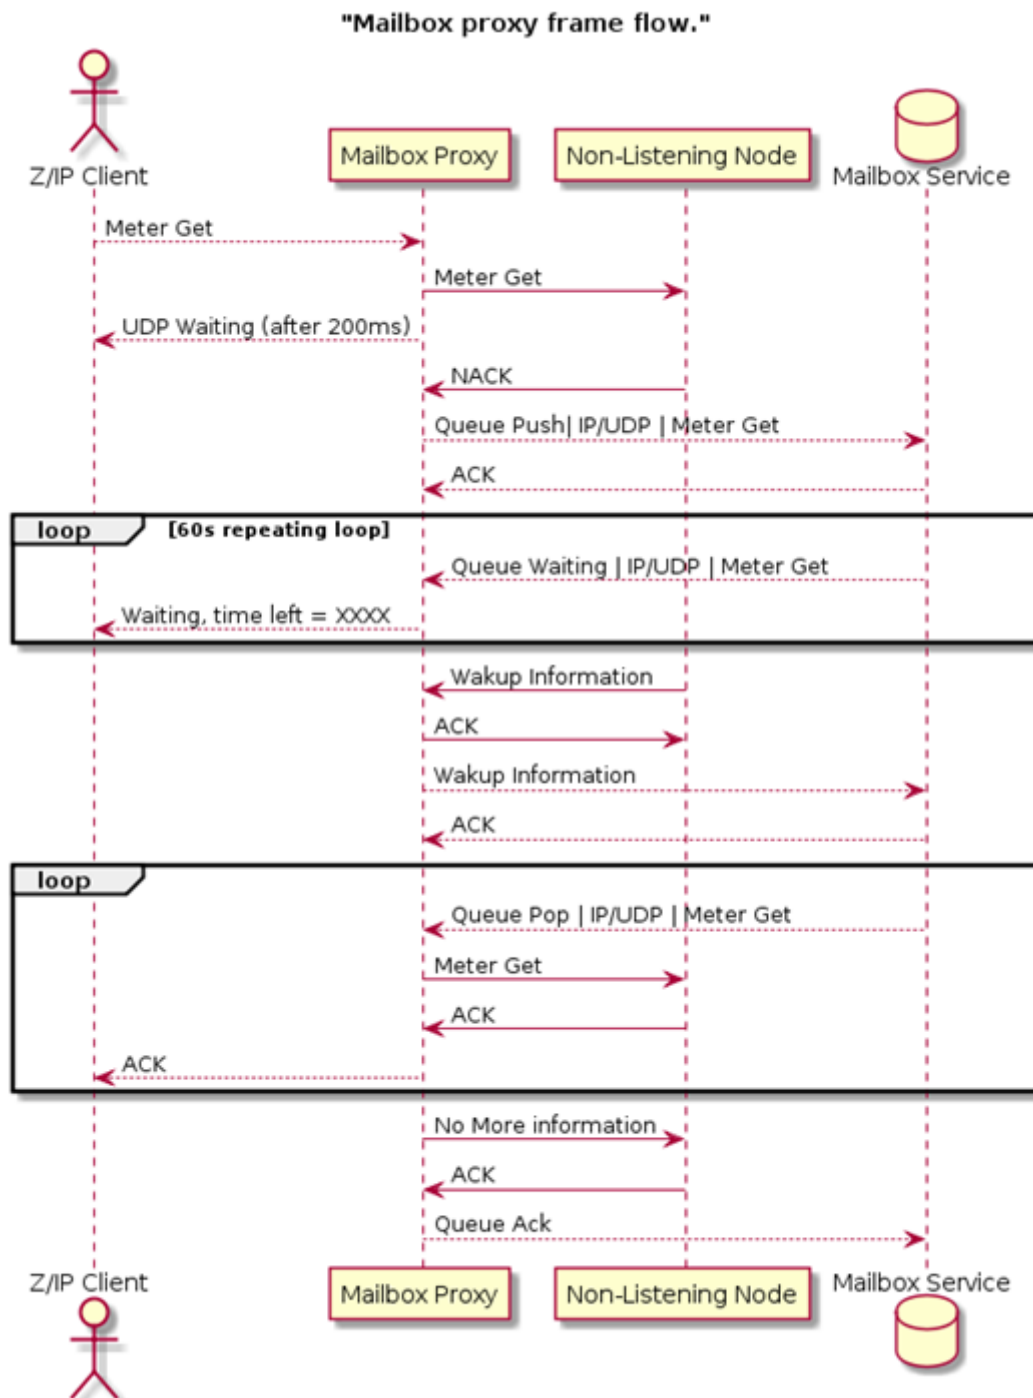 "Mailbox proxy frame flow."
Z/IP Client
Mailbox Proxy
Non-Listening Node
Mailbox Service
Meter Get
Meter Get
UDP Waiting (after 200ms)
NACK
Queue Push| IP/UDP | Meter Get
ACK
loop [60s repeating loop]
Queue Waiting | IP/UDP | Meter Get
Waiting, time left = XXXX
Wakup Information
ACK
Wakup Information
ACK
loop
Queue Pop | IP/UDP | Meter Get
Meter Get
ACK
ACK
No More information
ACK
Queue Ack
Z/IP Client
Mailbox Proxy
Non-Listening Node
Mailbox Service